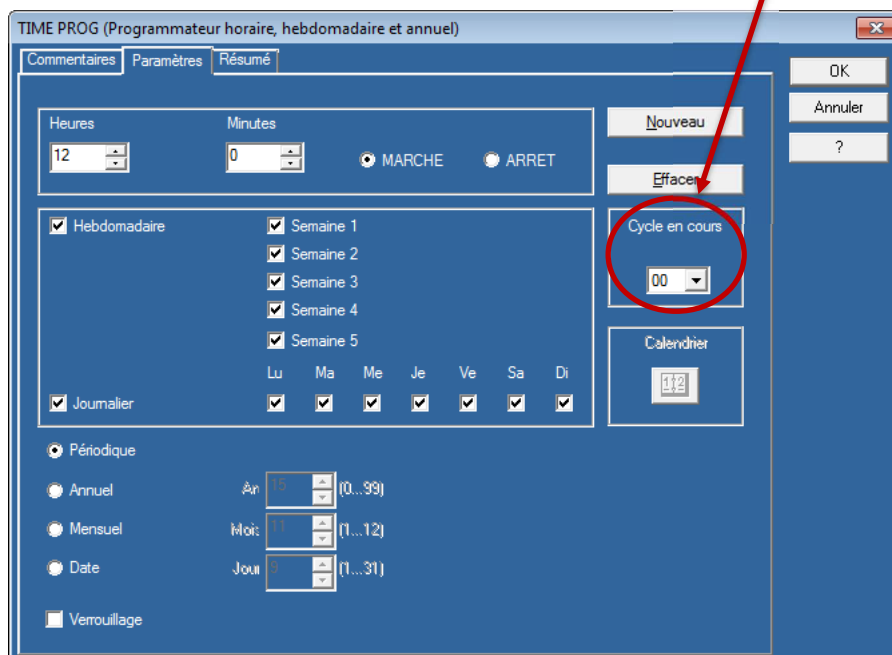 TIME PROG (Programmateur horaire, hebdomadaire et annuel)
Commentaires Paramètres Résumé
OK
Annuler
?
Heures Minutes
12 0 MARCHE ARRET
Nouveau
Effacer
Hebdomadaire Semaine 1
Semaine 2
Semaine 3
Semaine 4
Semaine 5
Lu Ma Me Je Ve Sa Di
Journalier
Cycle en cours
00
Calendrier
Périodique
Annuel An 15 (0...99)
Mensuel Mois 11 (1...12)
Date Jour 9 (1...31)
Verrouillage